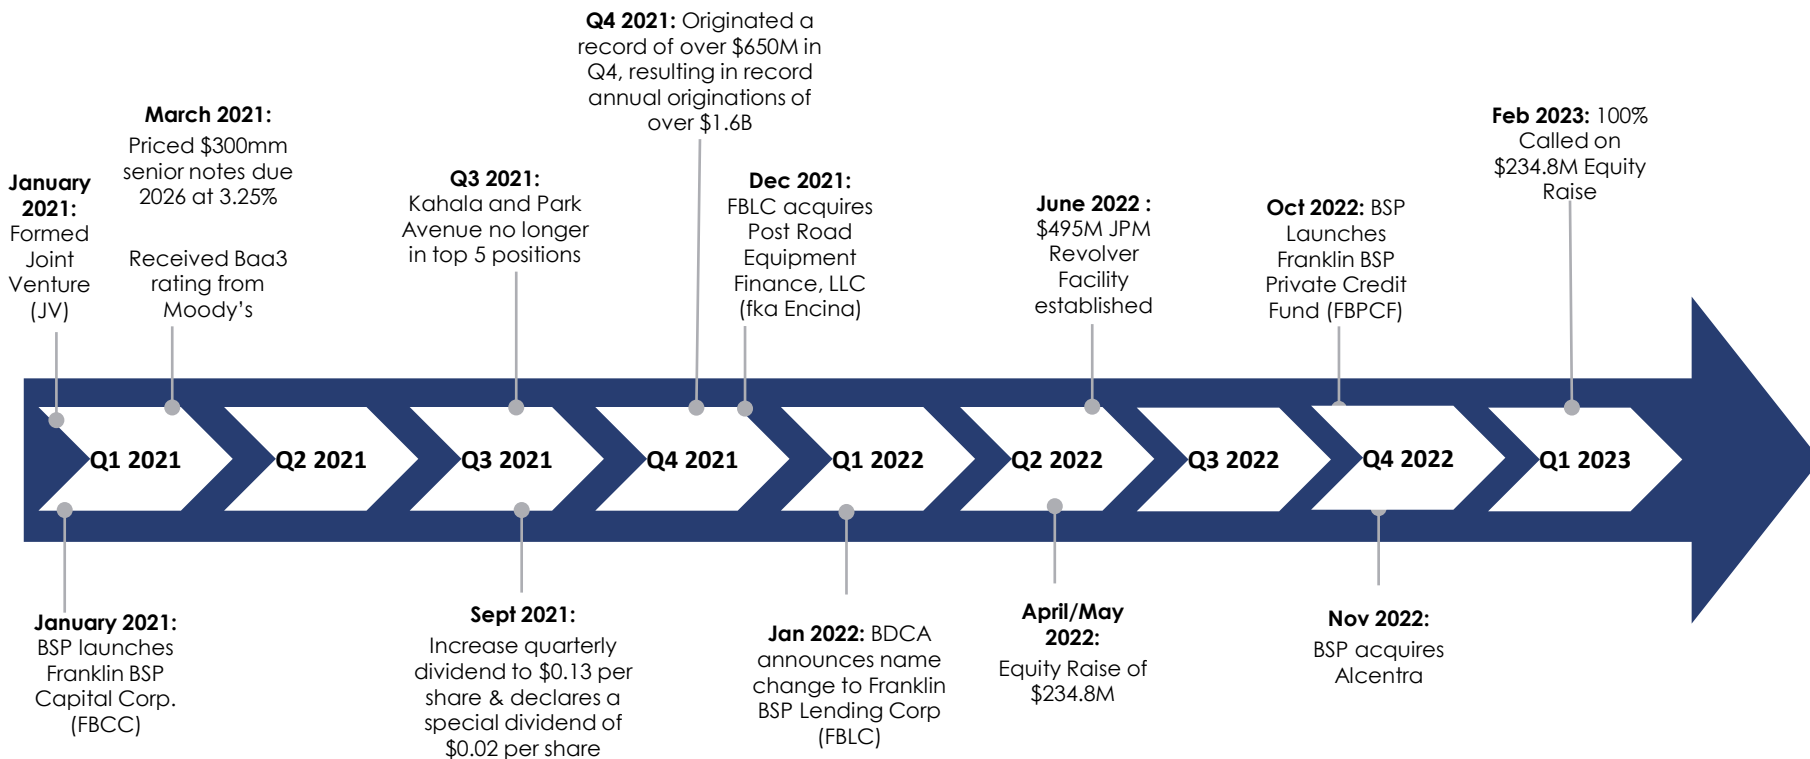 January
2021:
Formed
Joint
Venture
(JV)
March 2021:
Priced $300mm
senior notes due
2026 at 3.25%
Received Baa3
rating from
Moody’s
Q3 2021:
Kahala and Park
Avenue no longer
in top 5 positions
Q4 2021: Originated a
record of over $650M in
Q4, resulting in record
annual originations of
over $1.6B
Dec 2021:
FBLC acquires
Post Road
Equipment
Finance, LLC
(fka Encina)
June 2022 :
$495M JPM
Revolver
Facility
established
Oct 2022: BSP
Launches
Franklin BSP
Private Credit
Fund (FBPCF)
Feb 2023: 100%
Called on
$234.8M Equity
Raise
Q1 2021
Q2 2021
Q3 2021
Q4 2021
Q1 2022
Q2 2022
Q3 2022
Q4 2022
Q1 2023
January 2021:
BSP launches
Franklin BSP
Capital Corp.
(FBCC)
Sept 2021:
Increase quarterly
dividend to $0.13 per
share & declares a
special dividend of
$0.02 per share
Jan 2022: BDCA
announces name
change to Franklin
BSP Lending Corp
(FBLC)
April/May
2022:
Equity Raise of
$234.8M
Nov 2022:
BSP acquires
Alcentra